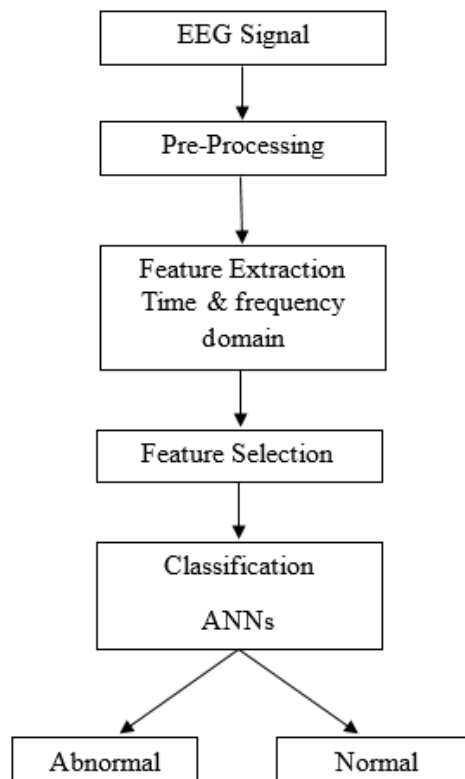 EEG Signal
Pre-Processing
Feature Extraction
Time & frequency
domain
Feature Selection
Classification
ANNs
Abnormal
Normal